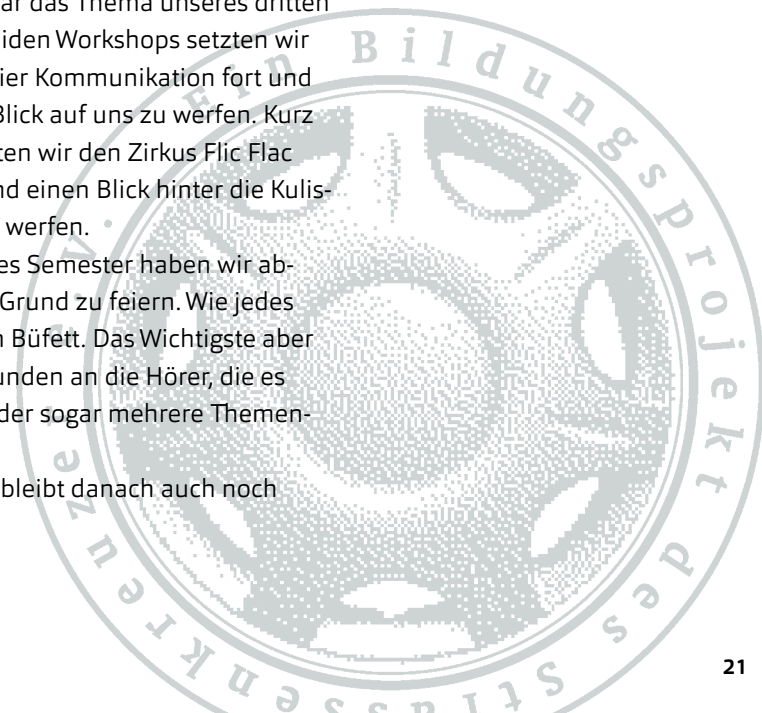 ar das Thema unseres dritten
iden Workshops setzten wir
ier Kommunikation fort und
Blick auf uns zu werfen. Kurz
ten wir den Zirkus Flic Flac
nd einen Blick hinter die Kulis-
werfen.
es Semester haben wir ab-
Grund zu feiern. Wie jedes
n Büfett. Das Wichtigste aber
unden an die Hörer, die es
der sogar mehrere Themen-
bleibt danach auch noch
Ein Bildungsprojekt des Strassenkreuzer e.V.
21